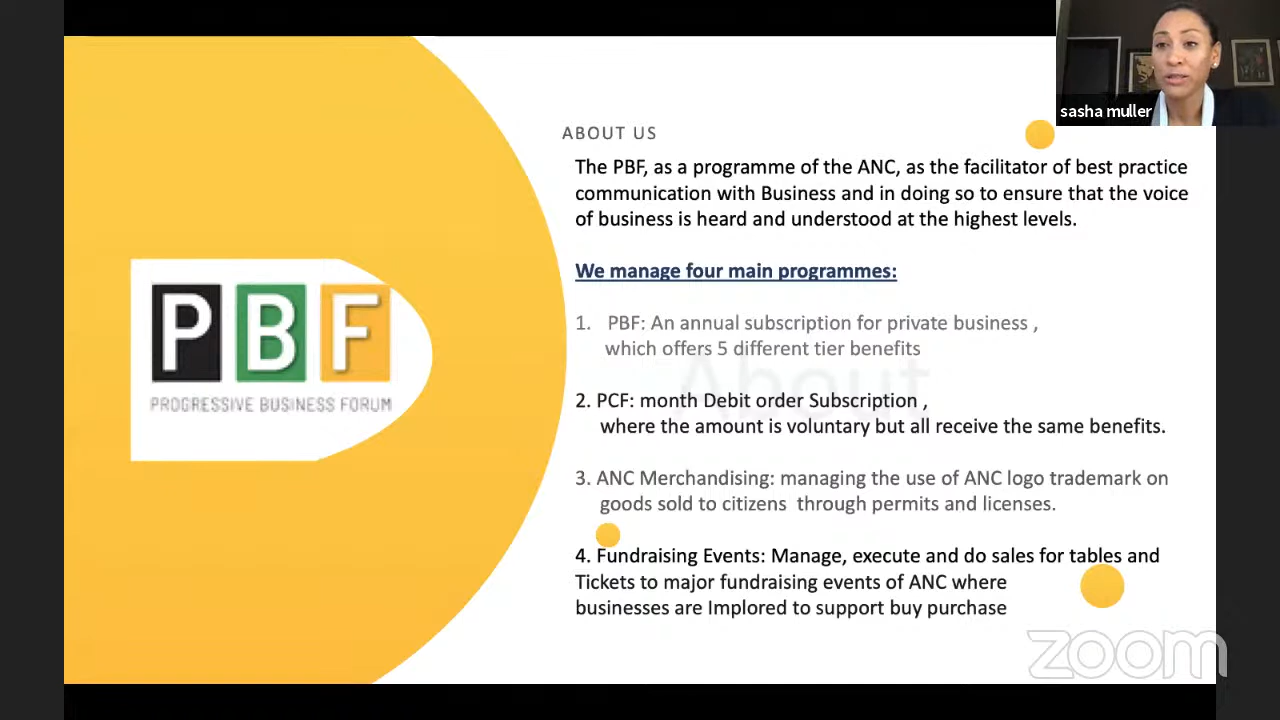 sasha muller
ABOUT US
The PBF, as a programme of the ANC, as the facilitator of best practice
communication with Business and in doing so to ensure that the voice
of business is heard and understood at the highest levels.
We manage four main programmes:
1. PBF: An annual subscription for private business ,
which offers 5 different tier benefits
About
2. PCF: month Debit order Subscription ,
where the amount is voluntary but all receive the same benefits.
3. ANC Merchandising: managing the use of ANC logo trademark on
goods sold to citizens through permits and licenses.
4. Fundraising Events: Manage, execute and do sales for tables and
Tickets to major fundraising events of ANC where
businesses are Implored to support buy purchase
PBF
PROGRESSIVE BUSINESS FORUM
zoom